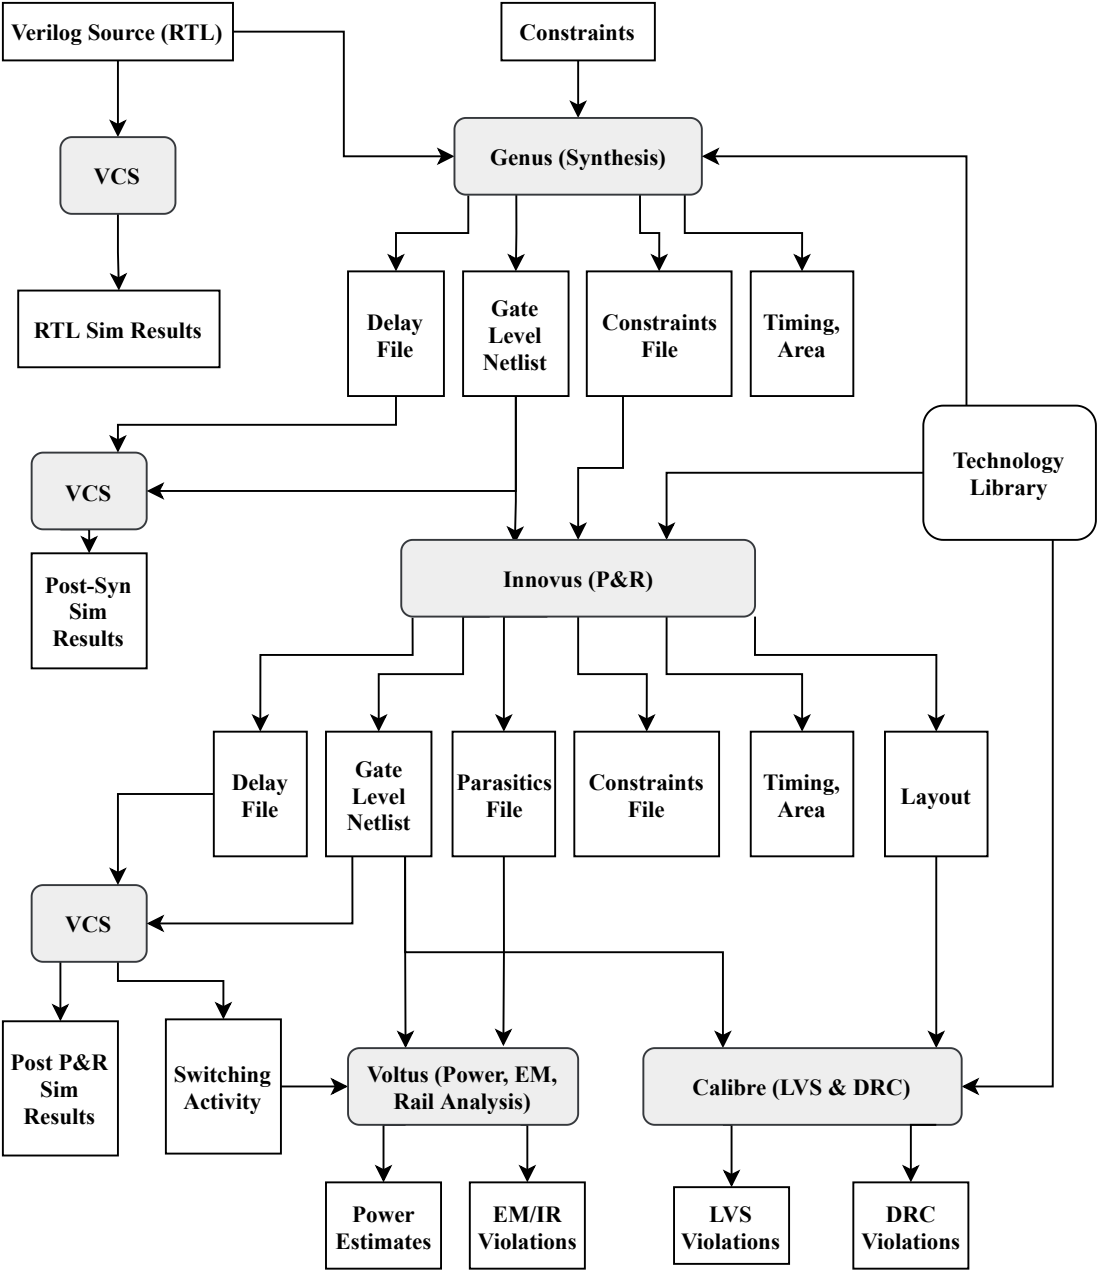 Verilog Source (RTL)
Constraints
Genus (Synthesis)
VCS
RTL Sim Results
Delay
File
Gate
Level
Netlist
Constraints
File
Timing,
Area
Technology
Library
VCS
Post-Syn
Sim
Results
Innovus (P&R)
Delay
File
Gate
Level
Netlist
Parasitics
File
Constraints
File
Timing,
Area
Layout
VCS
Post P&R
Sim
Results
Switching
Activity
Voltus (Power, EM,
Rail Analysis)
Calibre (LVS & DRC)
Power
Estimates
EM/IR
Violations
LVS
Violations
DRC
Violations